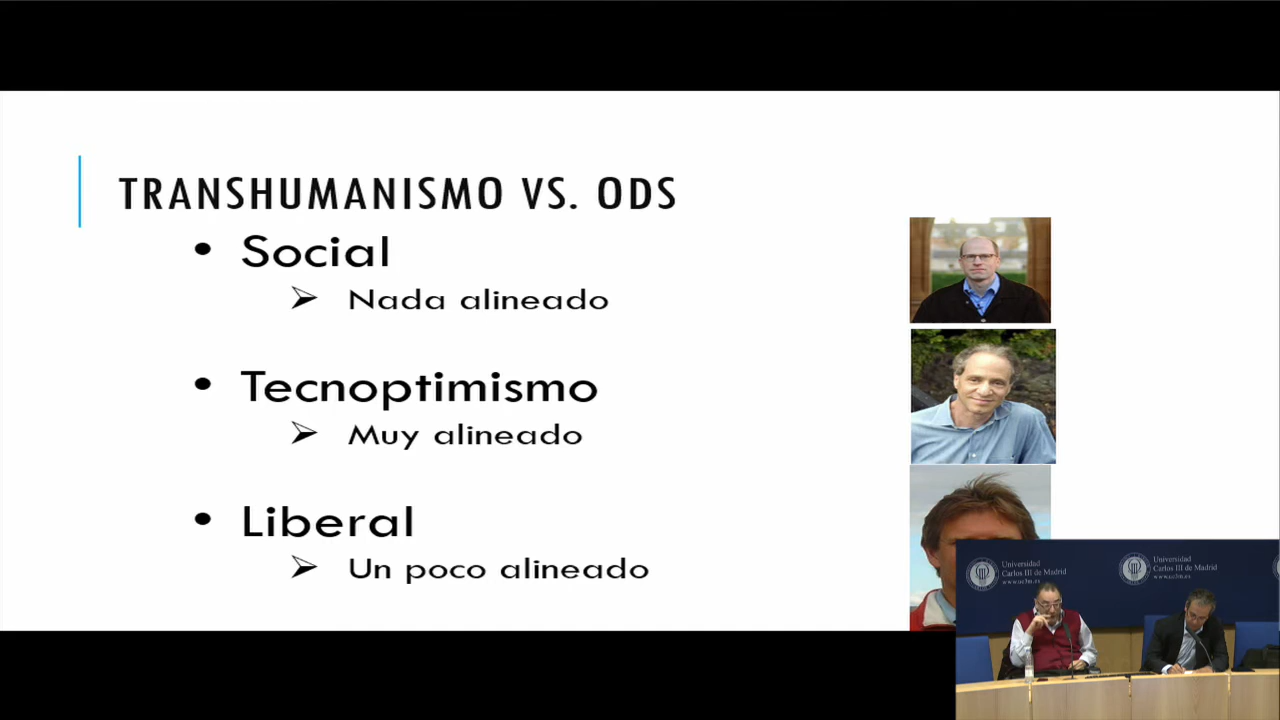 TRANSHUMANISMO VS. ODS
• Social
➢ Nada alineado
• Tecnoptimismo
➢ Muy alineado
• Liberal
➢ Un poco alineado
Universidad
Carlos III de Madrid
www.uc3m.es
Universidad
Carlos III de Madrid
www.uc3m.es